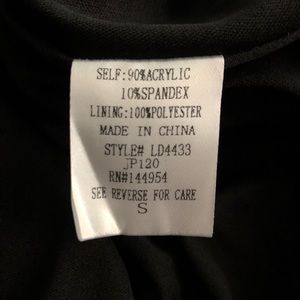 SELF:90%ACRYLIC
10%SPANDEX
LINING:100%POLYESTER
MADE IN CHINA
STYLE# LD4433
JP120
RN#144954
SEE REVERSE FOR CARE
S